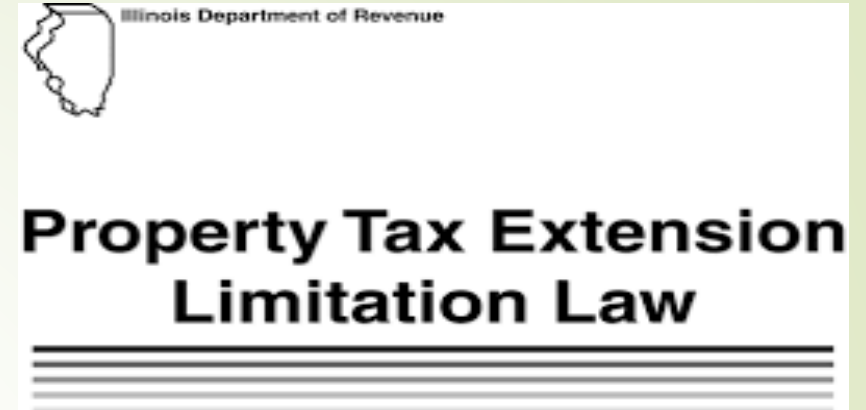 Illinois Department of Revenue
Property Tax Extension
Limitation Law